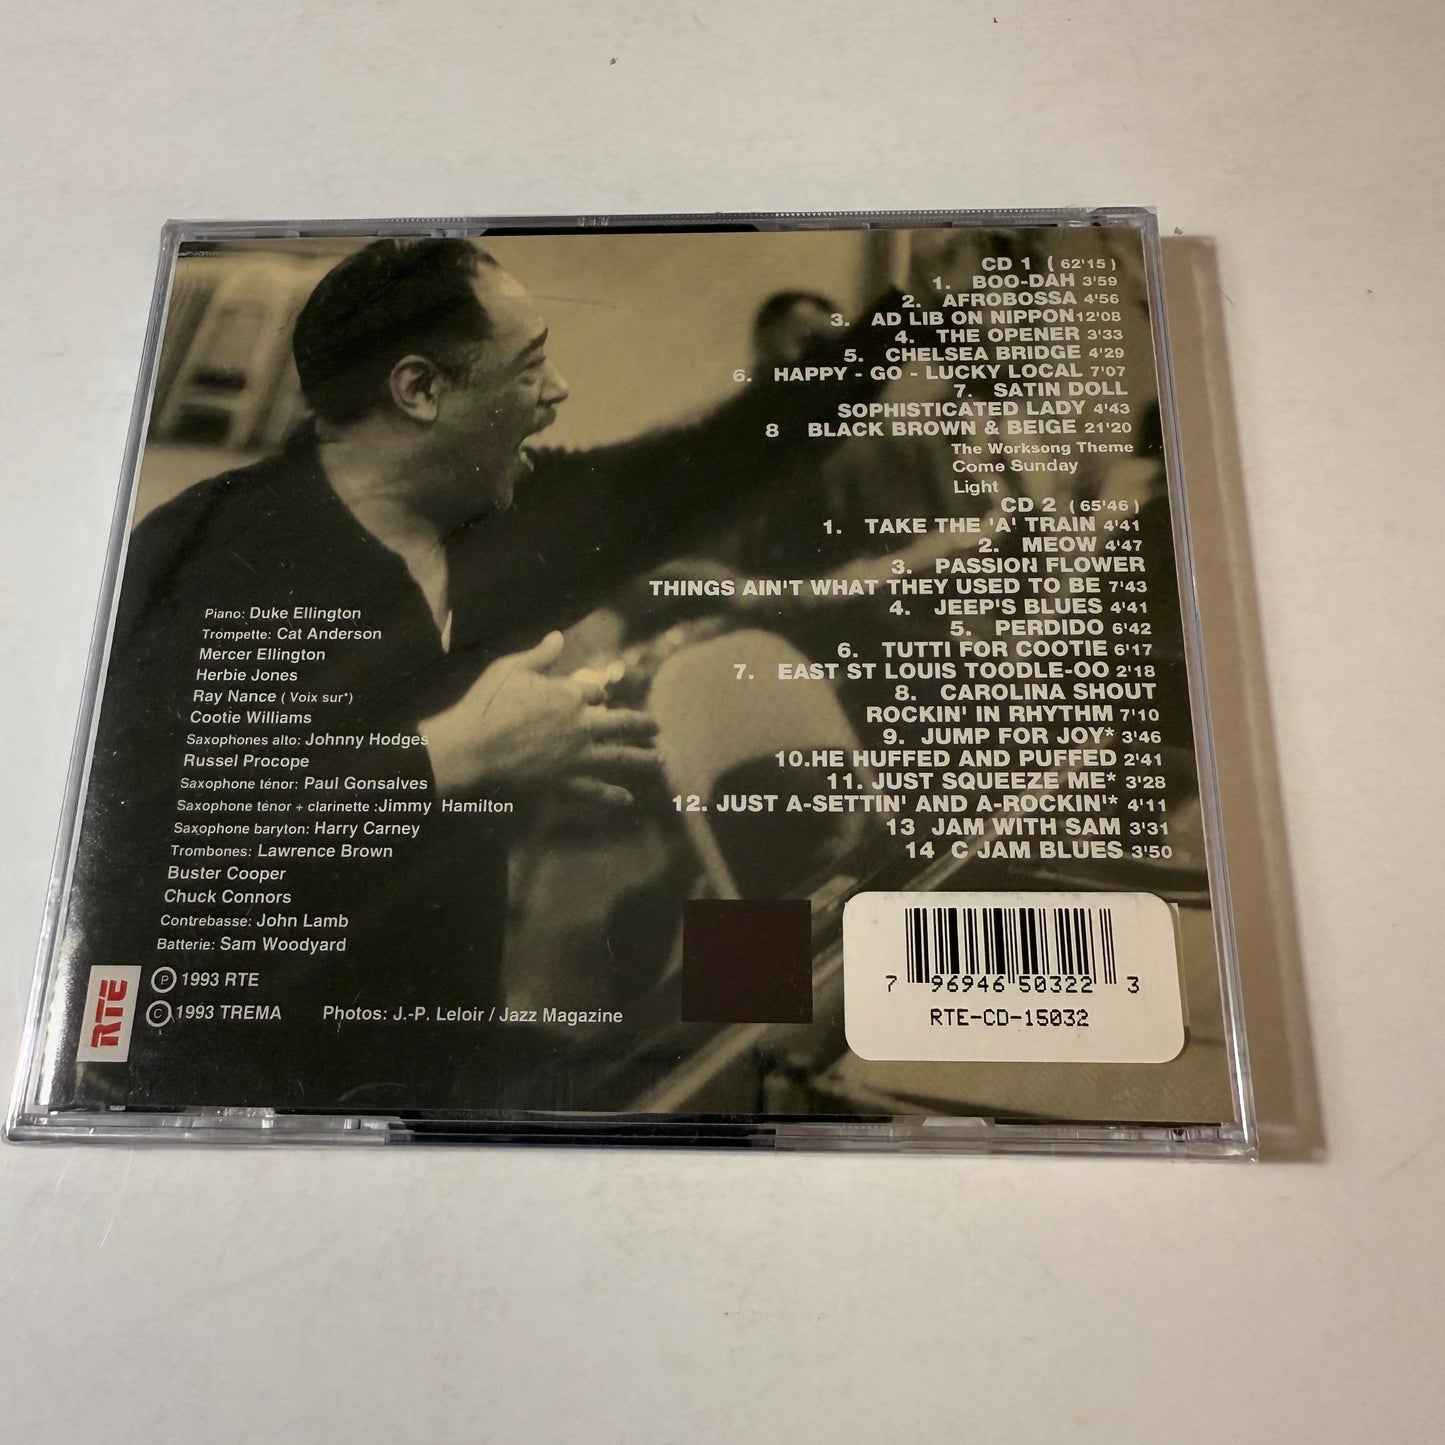 CD 1 ( 62'15 )
1. BOO-DAH 3'59
2. AFROBOSSA 4'56
3. AD LIB ON NIPPON 12'08
4. THE OPENER 3'33
5. CHELSEA BRIDGE 4'29
6. HAPPY - GO - LUCKY LOCAL 7'07
7. SATIN DOLL
SOPHISTICATED LADY 4'43
8 BLACK BROWN & BEIGE 21'20
The Worksong Theme
Come Sunday
Light
CD 2 ( 65'46 )
1. TAKE THE 'A' TRAIN 4'41
2. MEOW 4'47
3. PASSION FLOWER
THINGS AIN'T WHAT THEY USED TO BE 7'43
4. JEEP'S BLUES 4'41
5. PERDIDO 6'42
6. TUTTI FOR COOTIE 6'17
7. EAST ST LOUIS TOODLE-OO 2'18
8. CAROLINA SHOUT
ROCKIN' IN RHYTHM 7'10
9. JUMP FOR JOY* 3'46
10.HE HUFFED AND PUFFED 2'41
11. JUST SQUEEZE ME* 3'28
12. JUST A-SETTIN' AND A-ROCKIN'* 4'11
13 JAM WITH SAM 3'31
14 C JAM BLUES 3'50
Piano: Duke Ellington
Trompette: Cat Anderson
Mercer Ellington
Herbie Jones
Ray Nance ( Voix sur*)
Cootie Williams
Saxophones alto: Johnny Hodges
Russel Procope
Saxophone ténor: Paul Gonsalves
Saxophone ténor + clarinette :Jimmy Hamilton
Saxophone baryton: Harry Carney
Trombones: Lawrence Brown
Buster Cooper
Chuck Connors
Contrebasse: John Lamb
Batterie: Sam Woodyard
RTE
P 1993 RTE
C 1993 TREMA Photos: J.-P. Leloir / Jazz Magazine
7 96946 50322 3
RTE-CD-15032